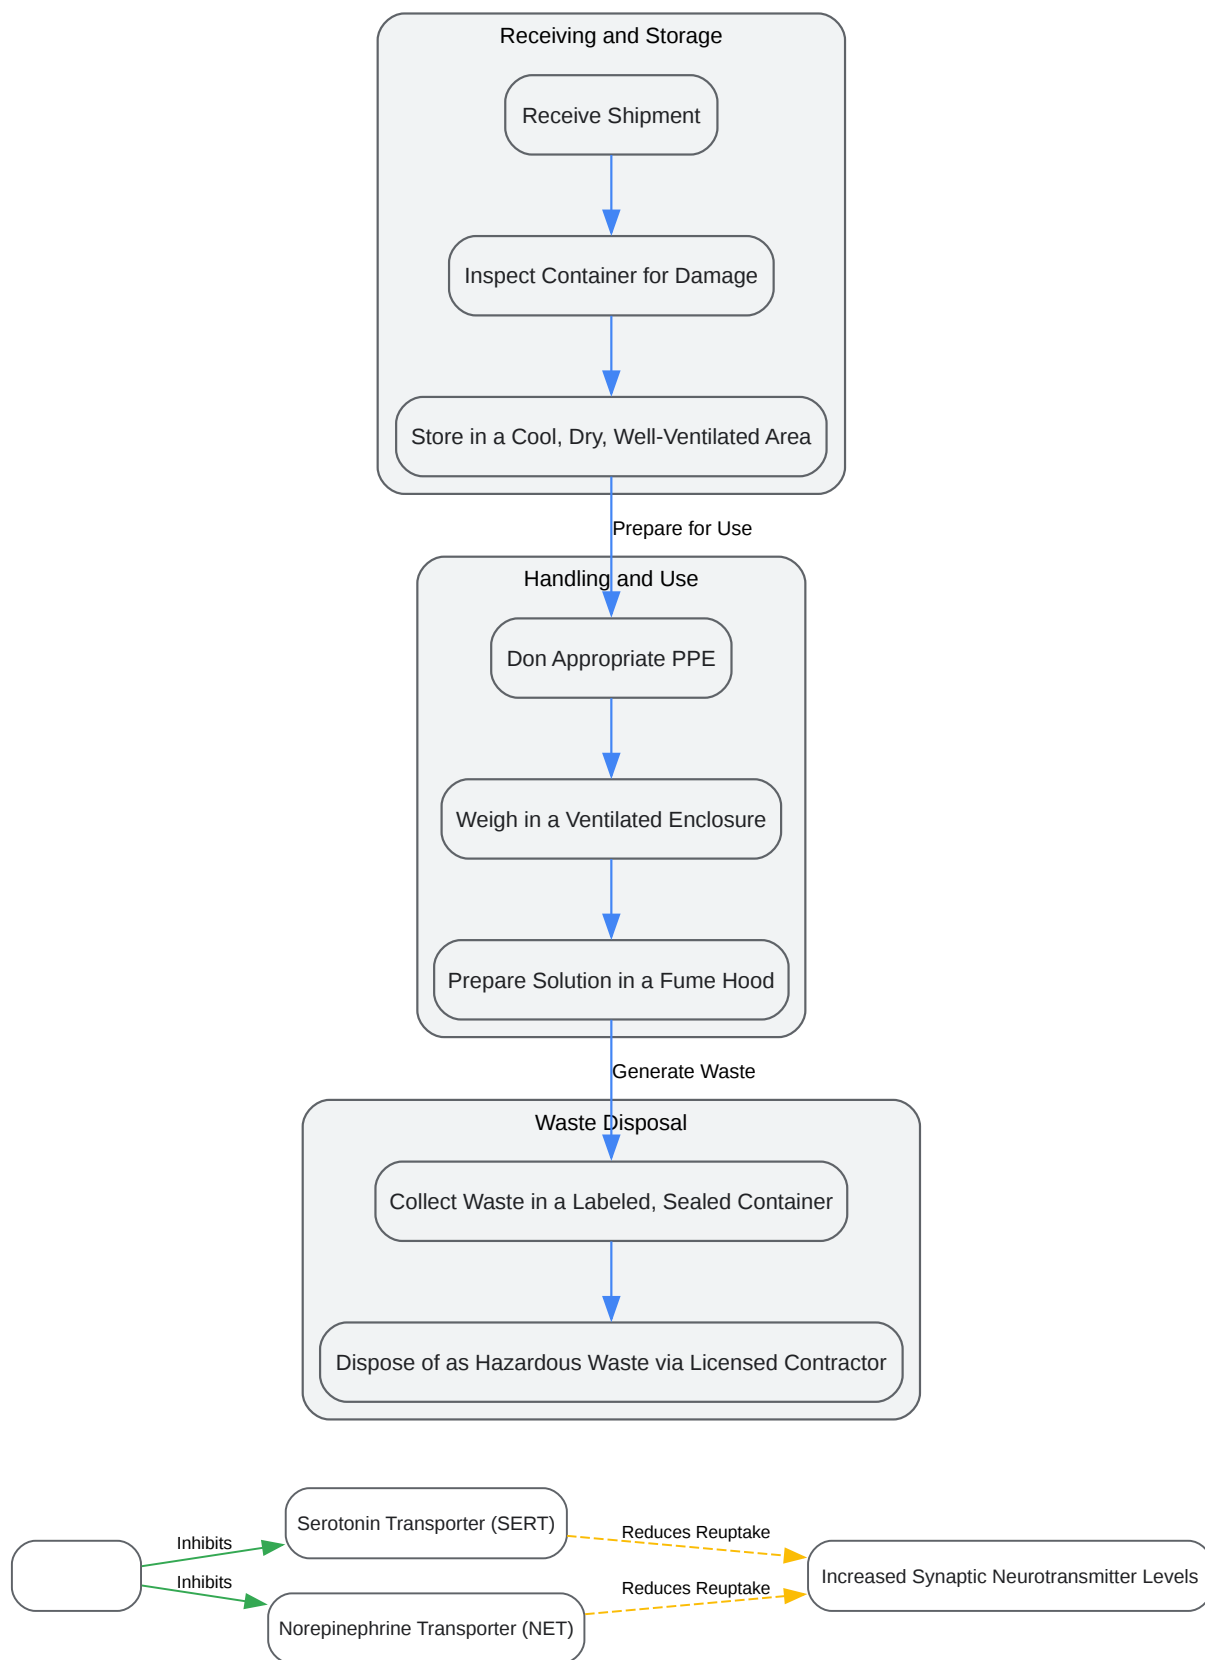 Receiving and Storage
Receive Shipment
Inspect Container for Damage
Store in a Cool, Dry, Well-Ventilated Area
Prepare for Use
Handling and Use
Don Appropriate PPE
Weigh in a Ventilated Enclosure
Prepare Solution in a Fume Hood
Generate Waste
Waste Disposal
Collect Waste in a Labeled, Sealed Container
Dispose of as Hazardous Waste via Licensed Contractor
Inhibits
Serotonin Transporter (SERT)
Reduces Reuptake
Inhibits
Norepinephrine Transporter (NET)
Reduces Reuptake
Increased Synaptic Neurotransmitter Levels